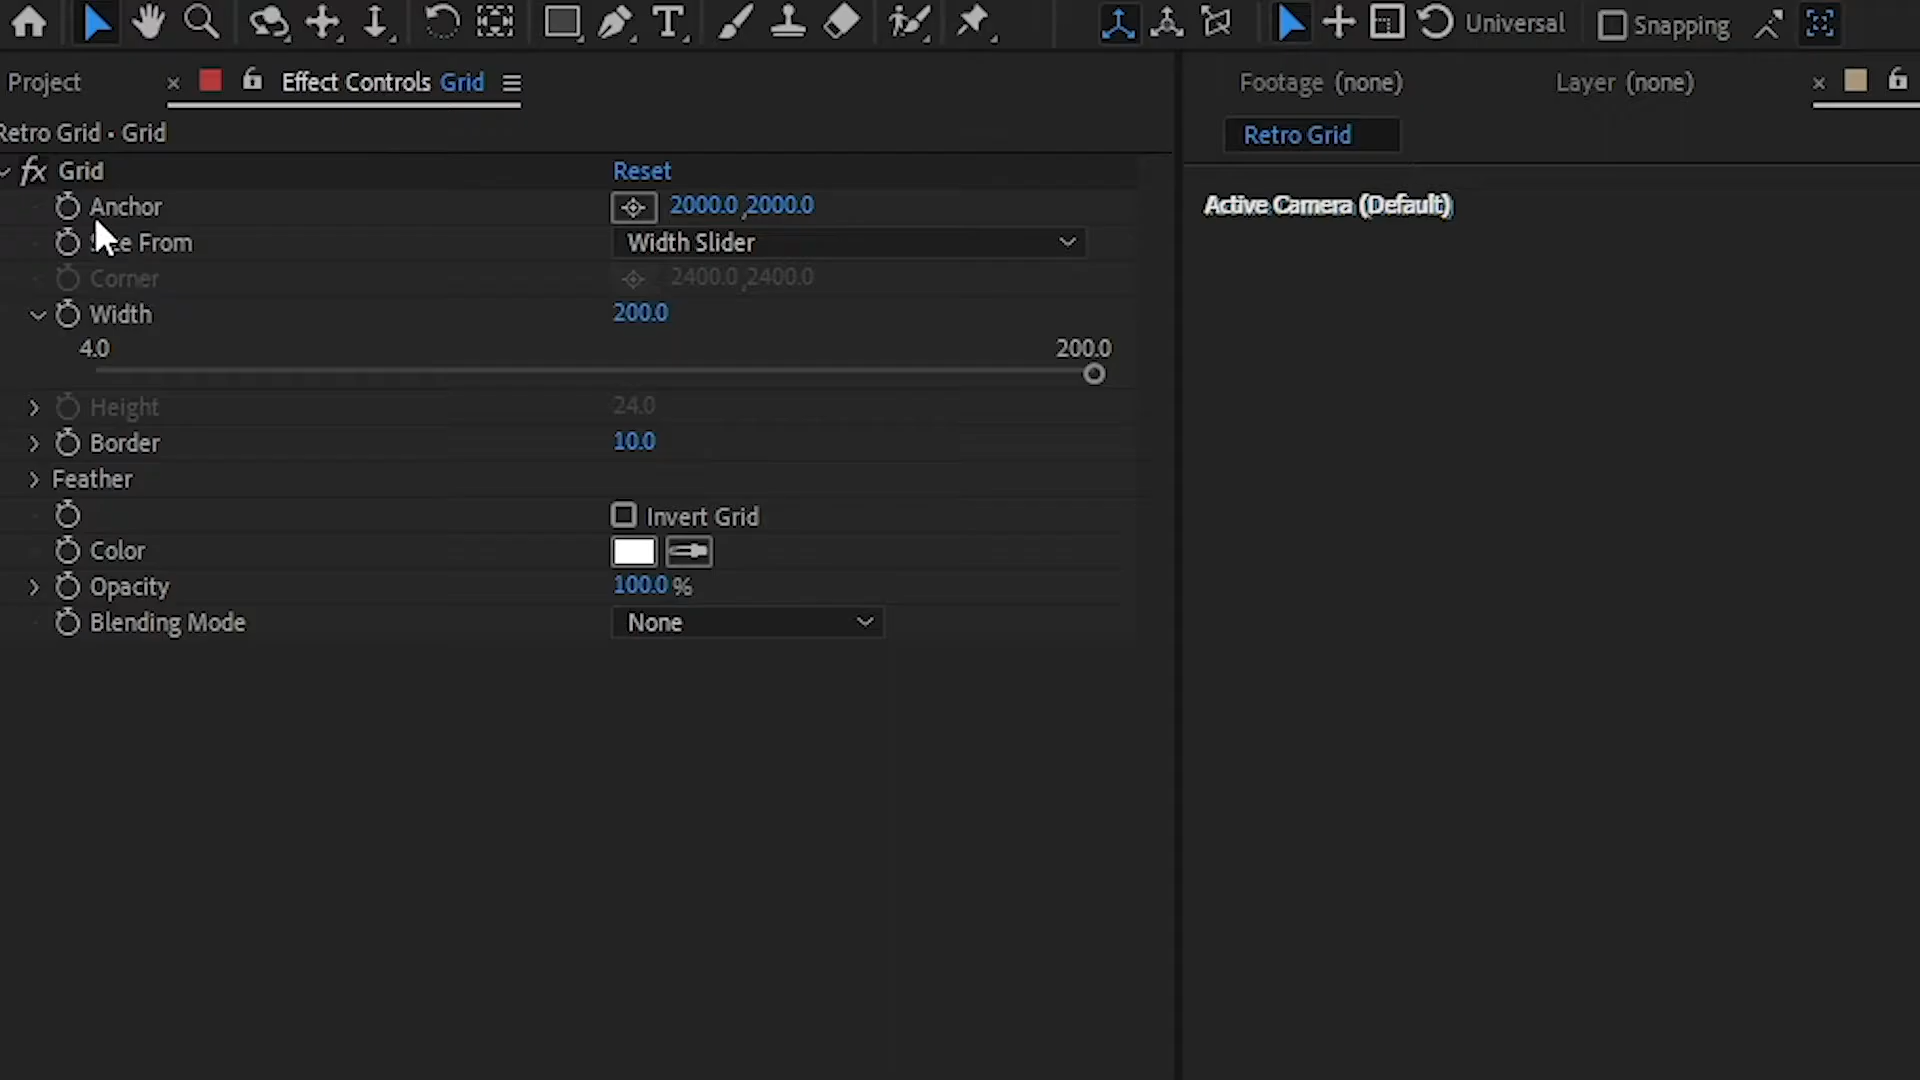 Universal
Snapping
Project
× Effect Controls Grid
Footage (none)
Layer (none)
×
Retro Grid • Grid
Retro Grid
fx Grid
Reset
Anchor
2000.0,2000.0
Active Camera (Default)
From
Width Slider
Corner
2400.0,2400.0
Width
200.0
4.0
200.0
Height
24.0
Border
10.0
Feather
Invert Grid
Color
Opacity
100.0 %
Blending Mode
None